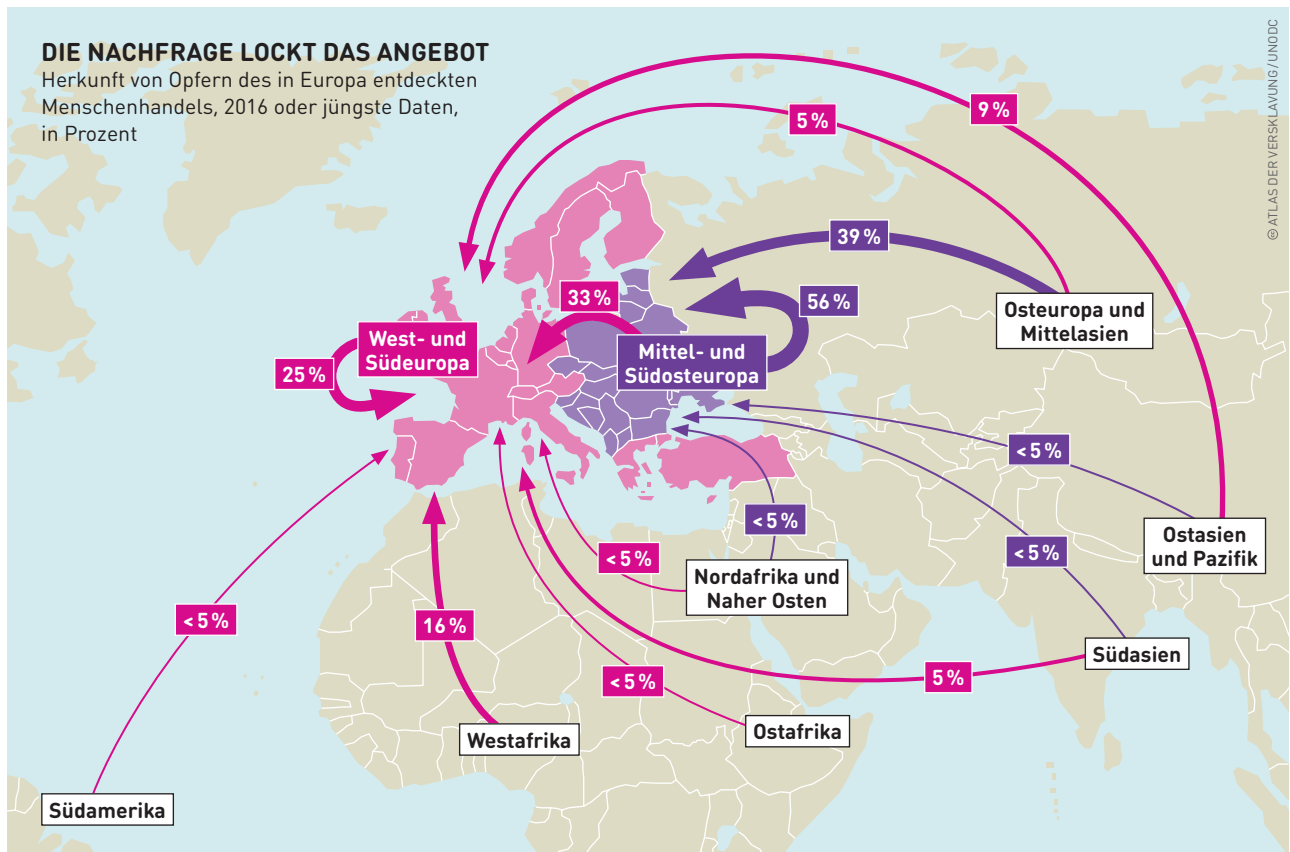 DIE NACHFRAGE LOCKT DAS ANGEBOT
Herkunft von Opfern des in Europa entdeckten
Menschenhandels, 2016 oder jüngste Daten,
in Prozent
© ATLAS DER VERSKLAVUNG / UNODC
9 %
5 %
39 %
56 %
33 %
Osteuropa und
Mittelasien
West- und
Südeuropa
Mittel- und
Südosteuropa
25 %
< 5 %
< 5 %
Ostasien
und Pazifik
< 5 %
< 5 %
Nordafrika und
Naher Osten
< 5 %
16 %
Südasien
5 %
< 5 %
Westafrika
Ostafrika
Südamerika